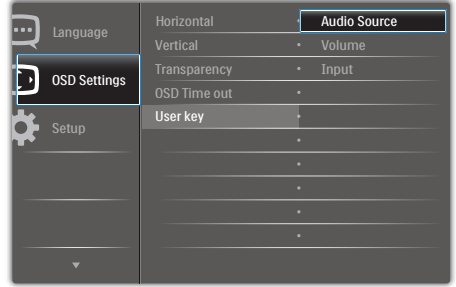 Language
OSD Settings
Setup
Horizontal
Vertical
Transparency
OSD Time out
User key
Audio Source
Volume
Input